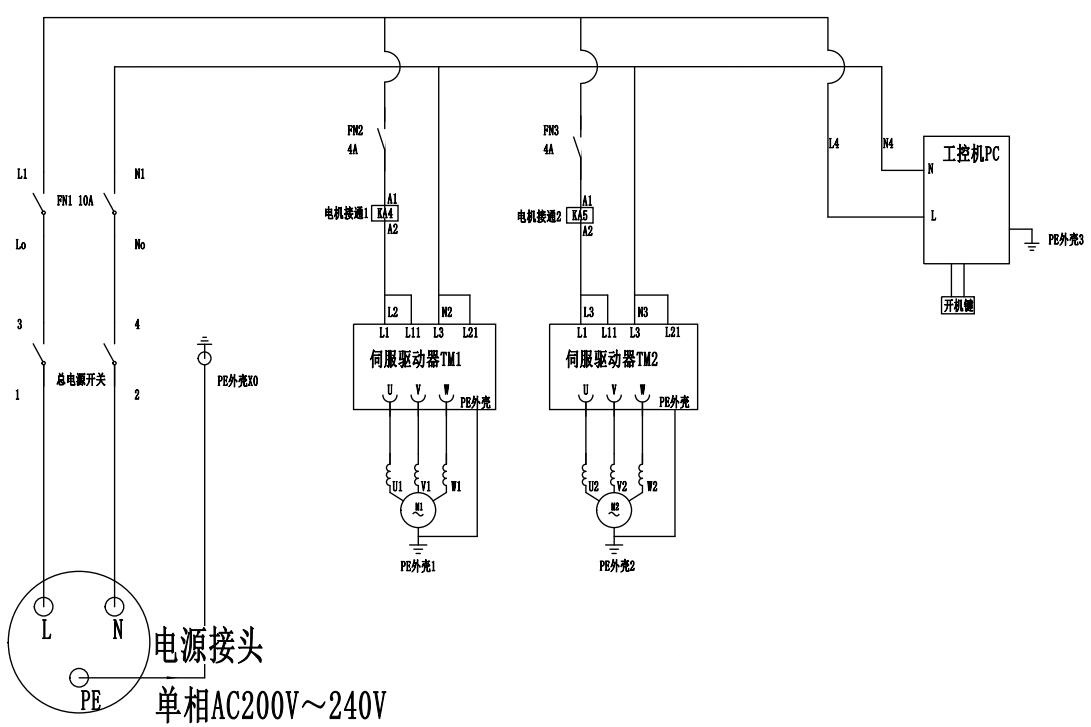 L1
N1
FN1 10A
Lo
No
3
4
总电源开关
1
2
PE外壳X0
L
N
PE
电源接头
单相AC200V～240V
FN2
4A
A1
电机接通1
KA4
A2
L2
N2
L1
L11
L3
L21
伺服驱动器TM1
U
V
W
PE外壳
U1
V1
W1
M1
~
PE外壳1
FN3
4A
A1
电机接通2
KA5
A2
L3
N3
L1
L11
L3
L21
伺服驱动器TM2
U
V
W
PE外壳
U2
V2
W2
M2
~
PE外壳2
L4
N4
工控机PC
N
L
PE外壳3
开机键